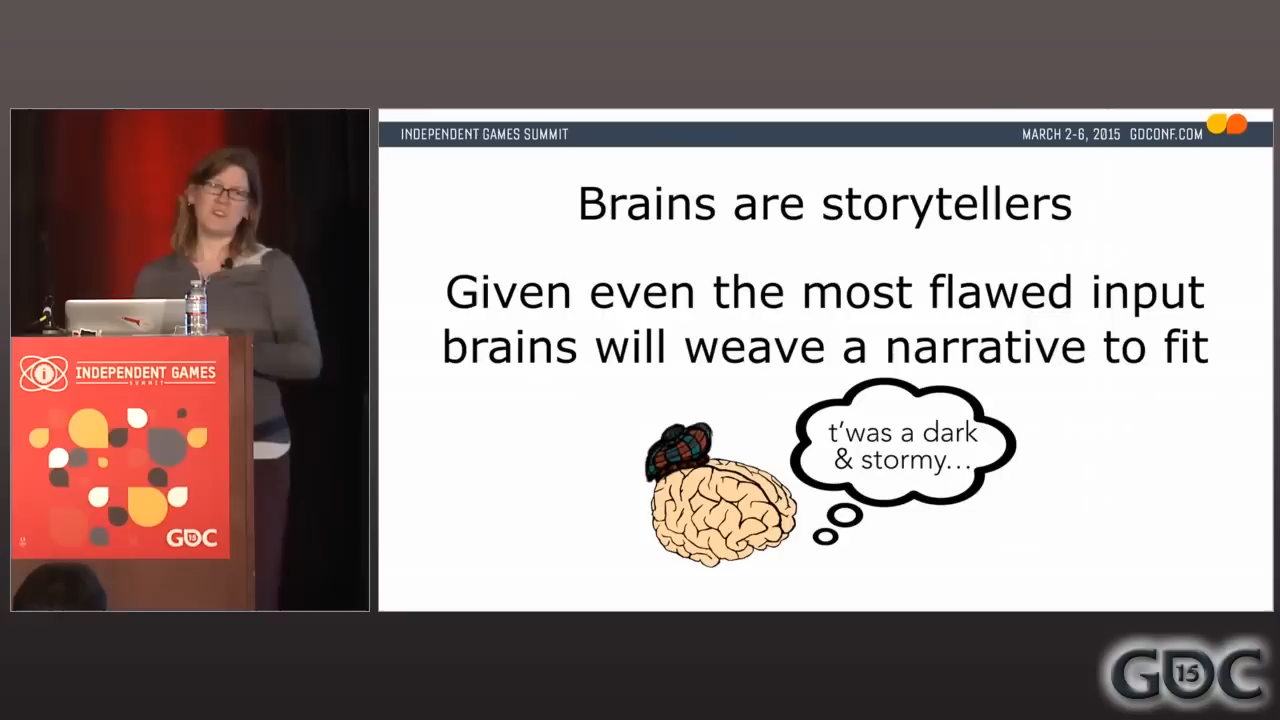 INDEPENDENT GAMES SUMMIT
MARCH 2-6, 2015 GDCONF.COM
Brains are storytellers
Given even the most flawed input
brains will weave a narrative to fit
t'was a dark
& stormy...
INDEPENDENT GAMES
SUMMIT
GDC
15
GDC
15